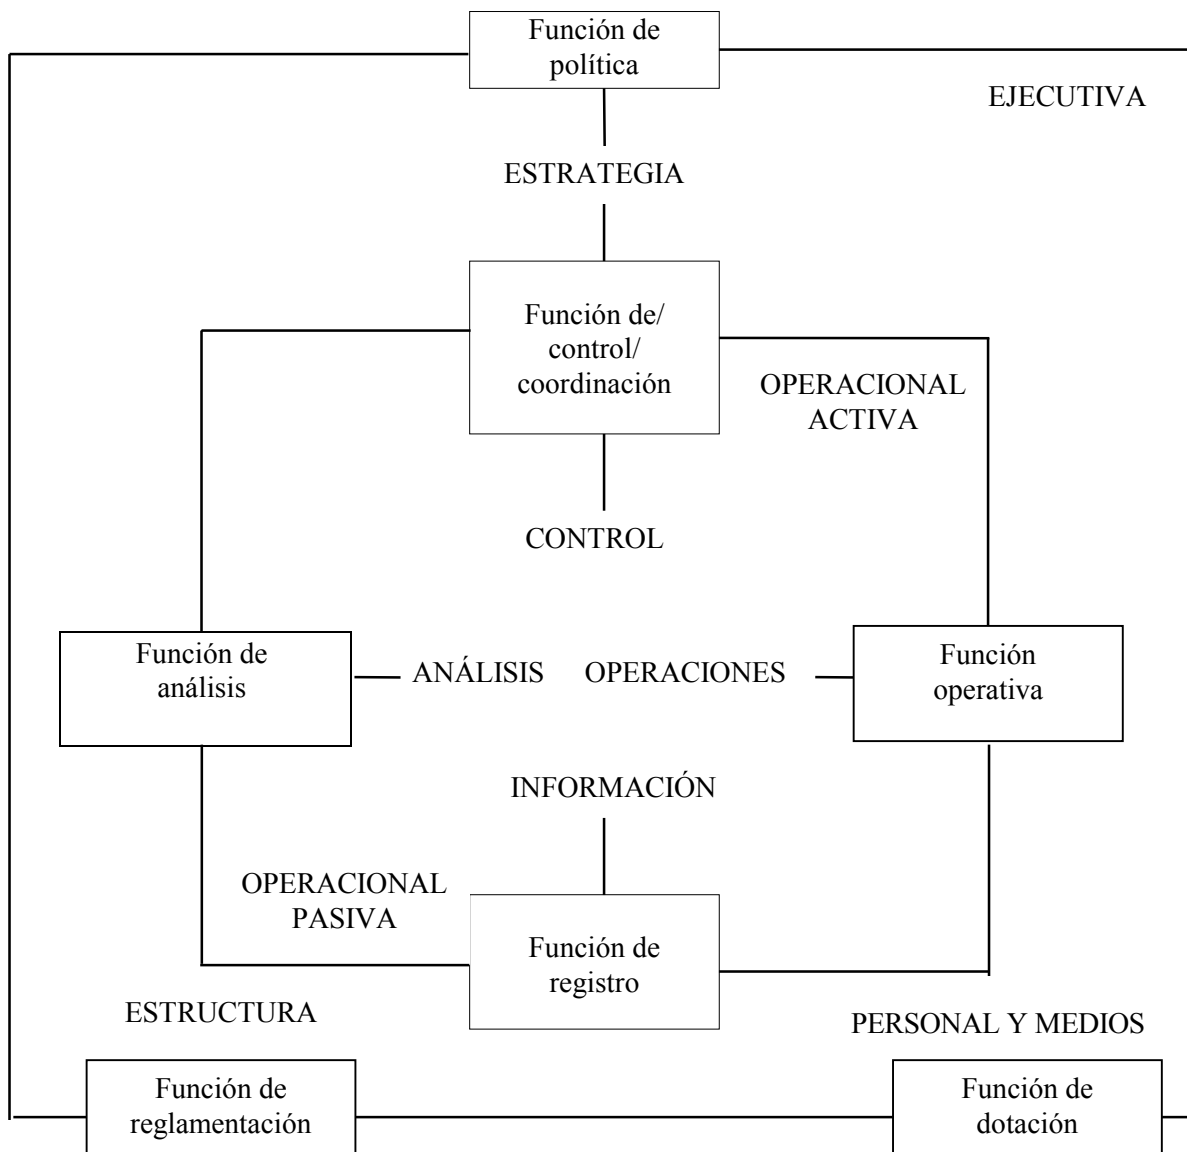 Función de
política
EJECUTIVA
ESTRATEGIA
Función de/
control/
coordinación
OPERACIONAL
ACTIVA
CONTROL
Función de
análisis
ANÁLISIS
OPERACIONES
Función
operativa
INFORMACIÓN
OPERACIONAL
PASIVA
Función de
registro
ESTRUCTURA
PERSONAL Y MEDIOS
Función de
reglamentación
Función de
dotación